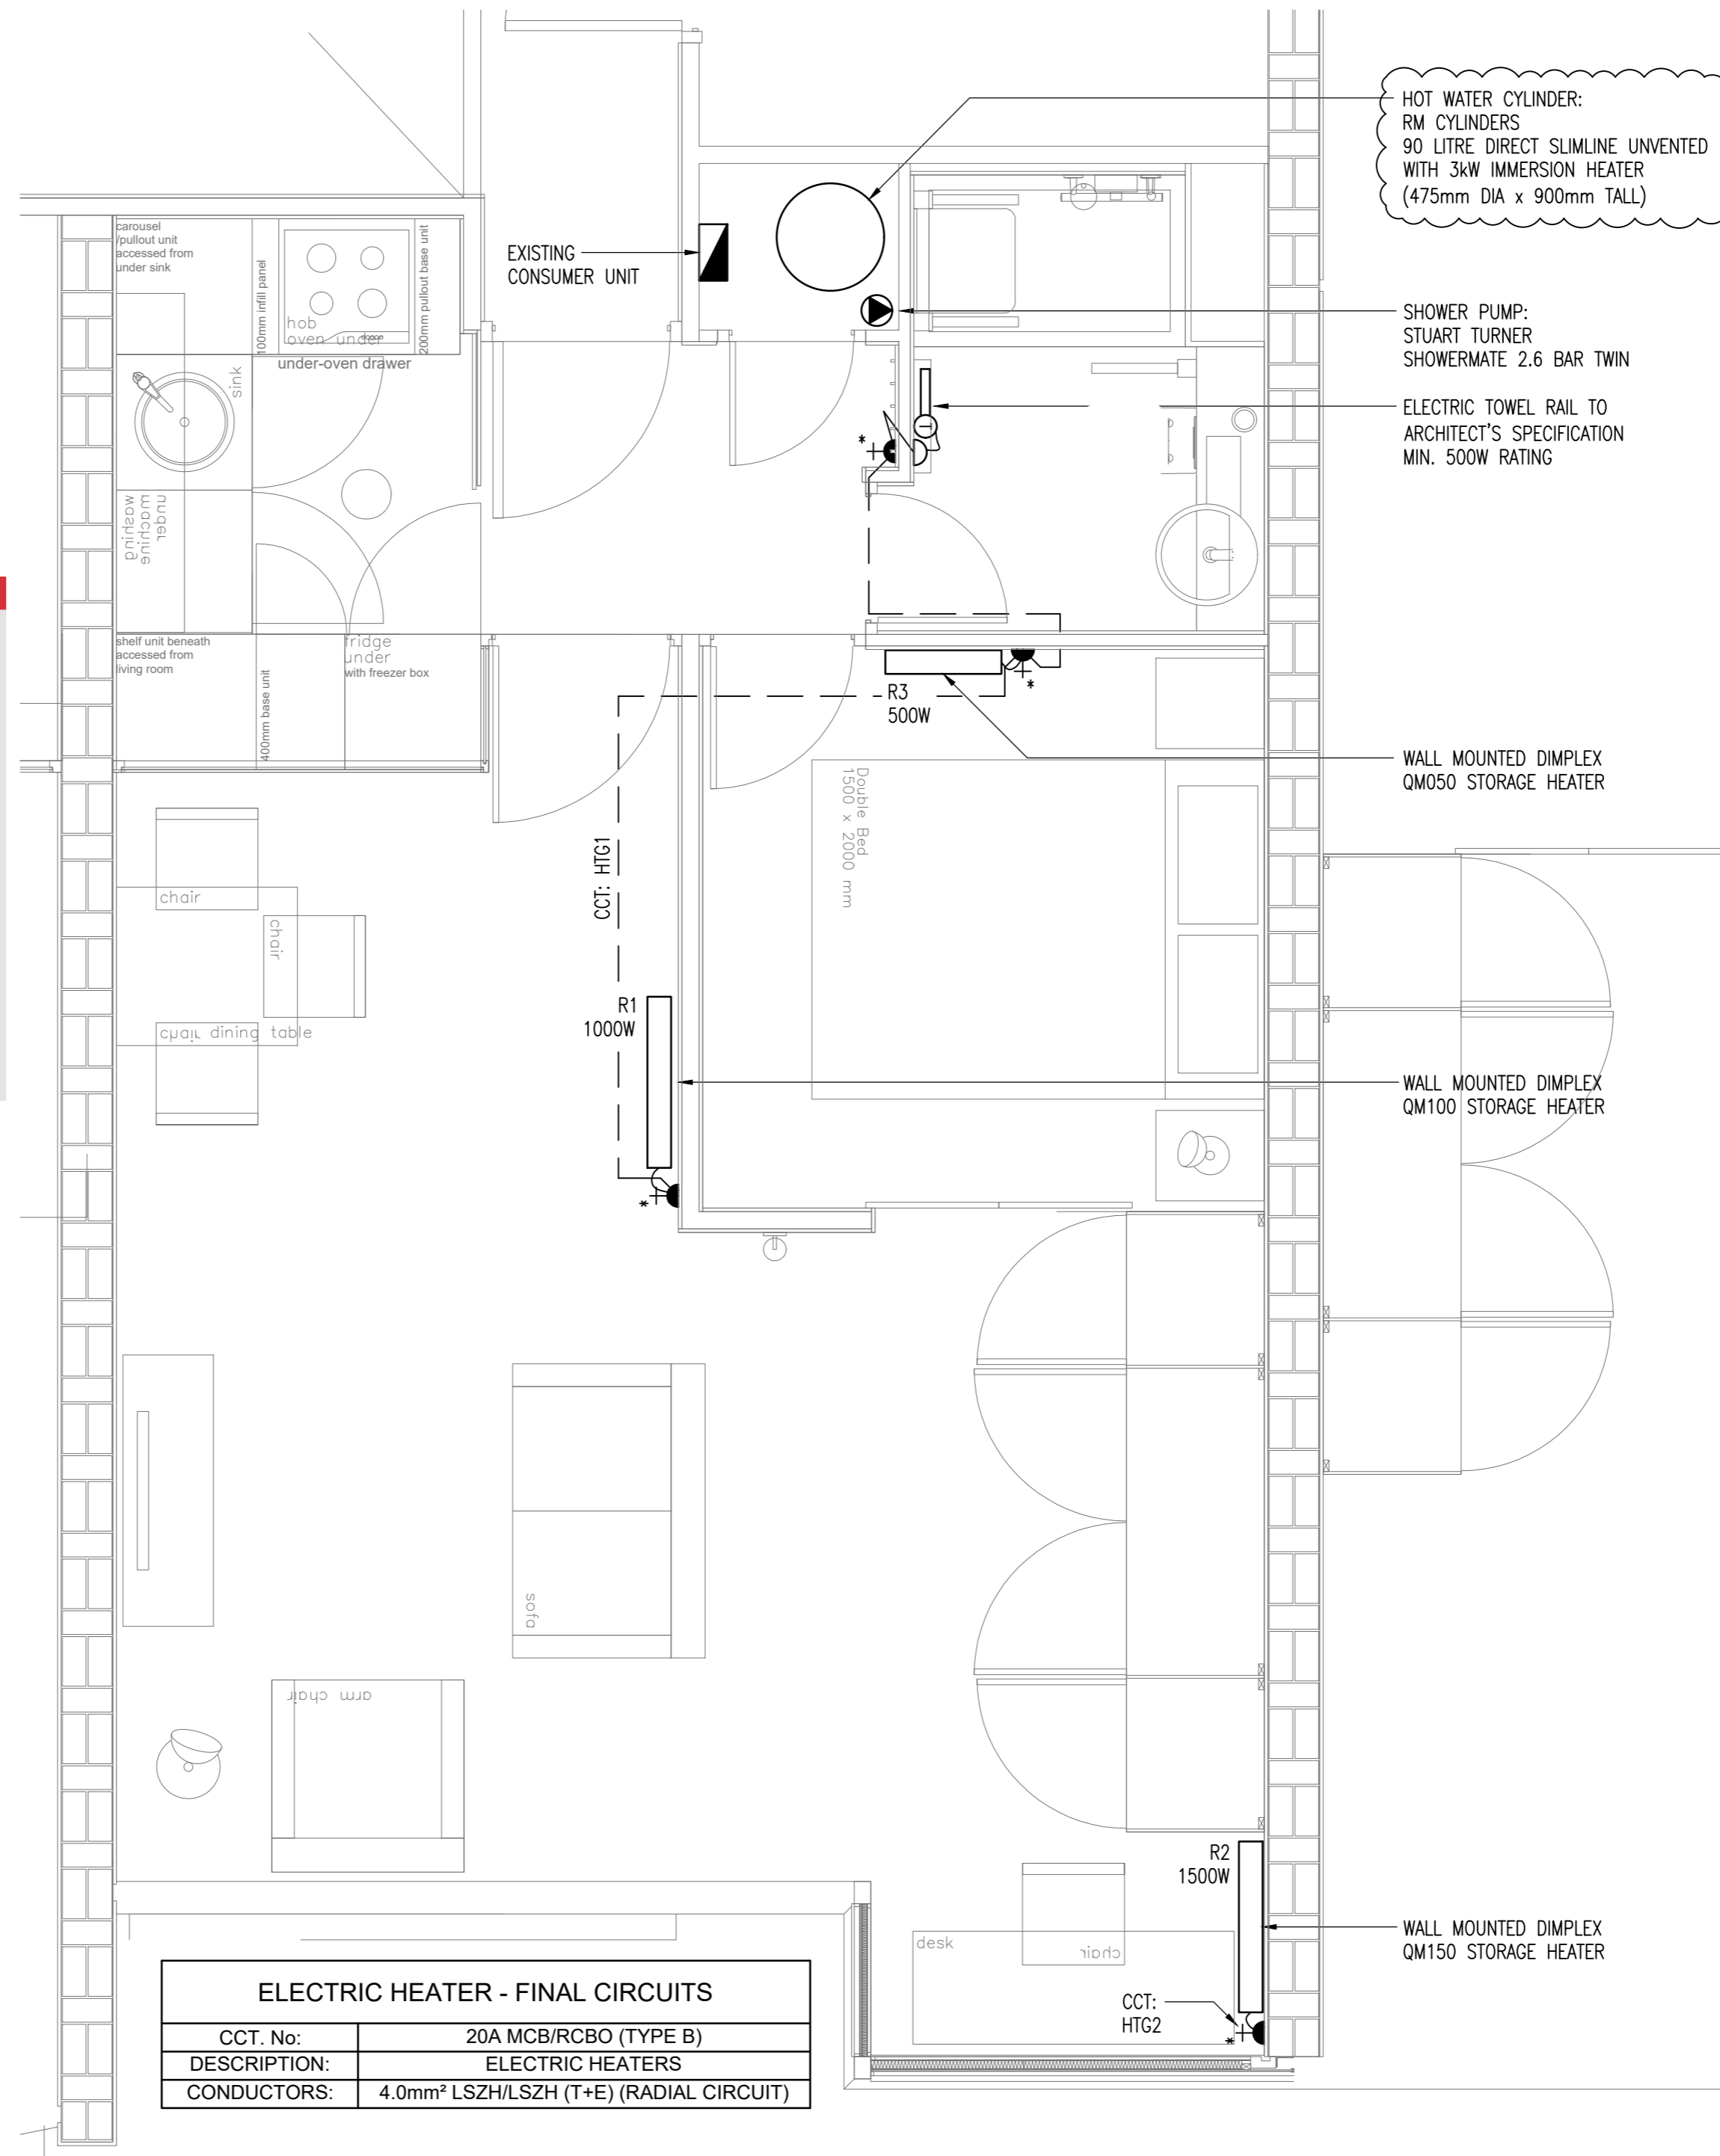 HOT WATER CYLINDER:
RM CYLINDERS
90 LITRE DIRECT SLIMLINE UNVENTED
WITH 3kW IMMERSION HEATER
(475mm DIA x 900mm TALL)
EXISTING
CONSUMER UNIT
carousel
/pullout unit
accessed from
under sink
100mm infill panel
200mm pullout base unit
hob
oven under
under-oven drawer
sink
SHOWER PUMP:
STUART TURNER
SHOWERMATE 2.6 BAR TWIN
ELECTRIC TOWEL RAIL TO
ARCHITECT'S SPECIFICATION
MIN. 500W RATING
*
washing
machine
under
shelf unit beneath
accessed from
living room
400mm base unit
fridge
under
with freezer box
R3
500W
*
WALL MOUNTED DIMPLEX
QM050 STORAGE HEATER
Double Bed
1500 x 2000 mm
CCT: HTG1
chair
chair
chair dining table
R1
1000W
*
WALL MOUNTED DIMPLEX
QM100 STORAGE HEATER
sofa
arm chair
R2
1500W
WALL MOUNTED DIMPLEX
QM150 STORAGE HEATER
desk
chair
CCT:
HTG2
*
ELECTRIC HEATER - FINAL CIRCUITS
CCT. No: 20A MCB/RCBO (TYPE B)
DESCRIPTION: ELECTRIC HEATERS
CONDUCTORS: 4.0mm² LSZH/LSZH (T+E) (RADIAL CIRCUIT)